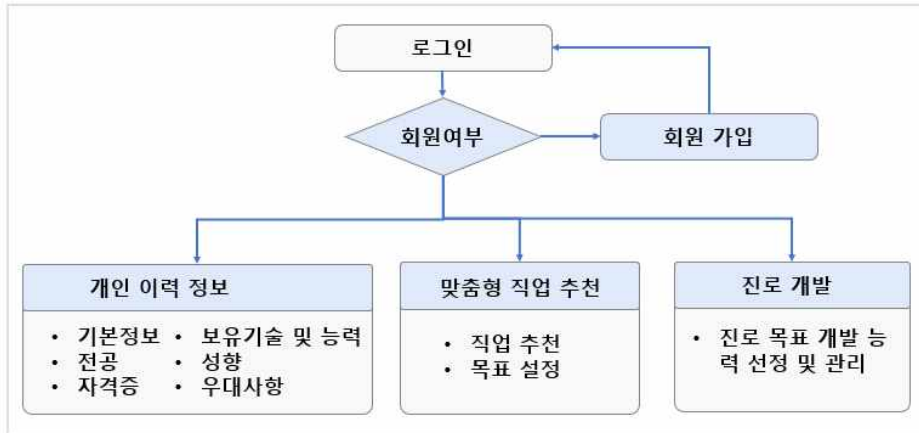 로그인
회원여부
회원 가입
개인 이력 정보
• 기본정보 • 보유기술 및 능력
• 전공 • 성향
• 자격증 • 우대사항
맞춤형 직업 추천
• 직업 추천
• 목표 설정
진로 개발
• 진로 목표 개발 능
력 선정 및 관리